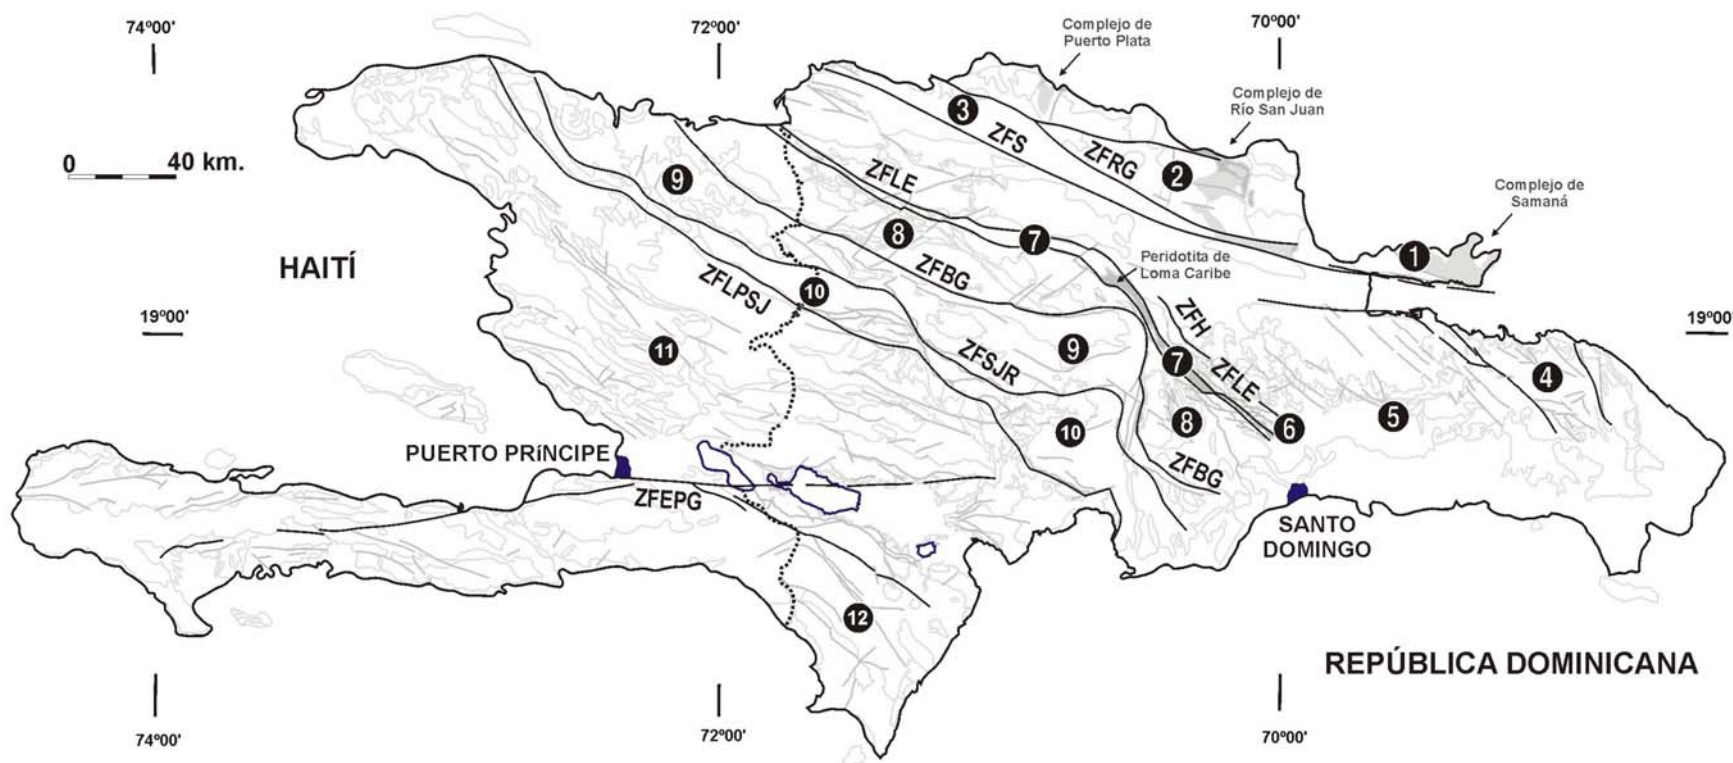 74º00'
72º00'
70º00'
Complejo de
Puerto Plata
Complejo de
Río San Juan
Complejo de
Samaná
0 40 km.
3
ZFS
ZFRG
2
9
ZFLE
8
7
1
HAITÍ
Peridotita de
Loma Caribe
ZFBG
ZFLPSJ
10
19º00'
19º00'
ZFH
11
9
ZFSJR
7
ZFLE
4
5
8
6
10
PUERTO PRíNCIPE
ZFBG
ZFEPG
SANTO
DOMINGO
12
REPÚBLICA DOMINICANA
74º00'
72º00'
70º00'